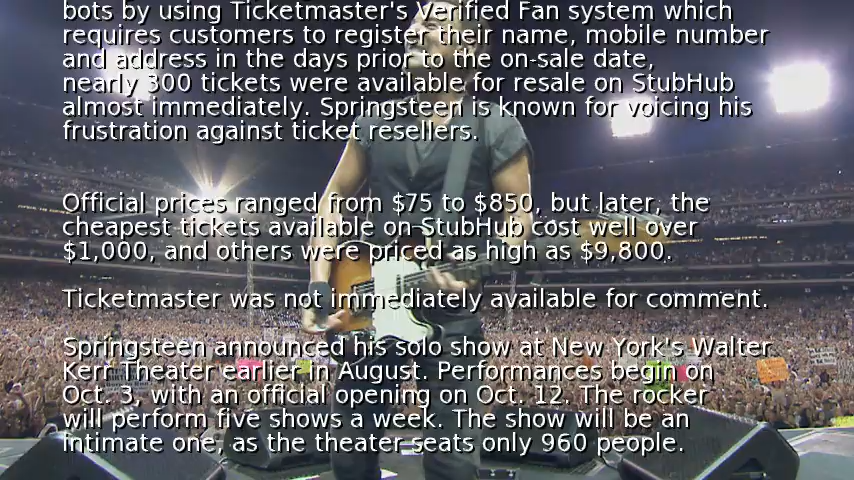 bots by using Ticketmaster's Verified Fan system which
requires customers to register their name, mobile number
and address in the days prior to the on-sale date,
nearly 300 tickets were available for resale on StubHub
almost immediately. Springsteen is known for voicing his
frustration against ticket resellers.
Official prices ranged from $75 to $850, but later, the
cheapest tickets available on StubHub cost well over
$1,000, and others were priced as high as $9,800.
Ticketmaster was not immediately available for comment.
Springsteen announced his solo show at New York's Walter
Kerr Theater earlier in August. Performances begin on
Oct. 3, with an official opening on Oct. 12. The rocker
will perform five shows a week. The show will be an
intimate one, as the theater seats only 960 people.